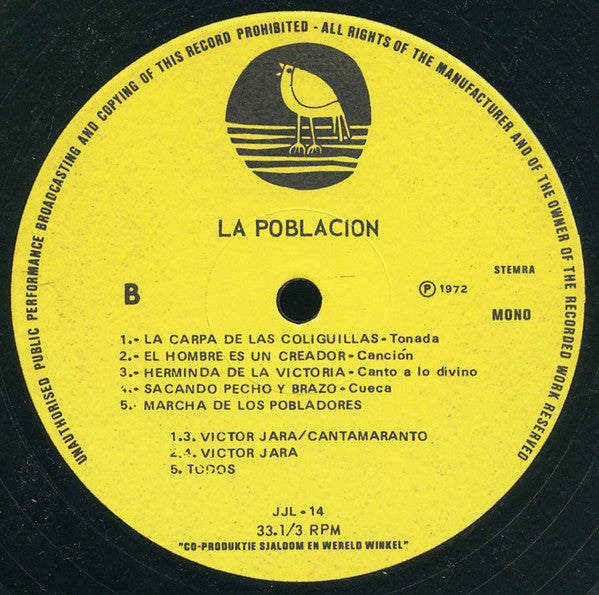 UNAUTHORISED PUBLIC PERFORMANCE BROADCASTING AND COPYING OF THIS RECORD PROHIBITED - ALL RIGHTS OF THE MANUFACTURER AND OF THE OWNER OF THE RECORDED WORK RESERVED
LA POBLACION
STEMRA
B
Ⓟ 1972
MONO
1.- LA CARPA DE LAS COLIGUILLAS - Tonada
2.- EL HOMBRE ES UN CREADOR - Canción
3.- HERMINDA DE LA VICTORIA - Canto a lo divino
4.- SACANDO PECHO Y BRAZO - Cueca
5.- MARCHA DE LOS POBLADORES
1.3. VICTOR JARA/CANTAMARANTO
2.4. VICTOR JARA
5. TODOS
JJL - 14
33.1/3 RPM
"CO-PRODUKTIE SJALOOM EN WERELD WINKEL"